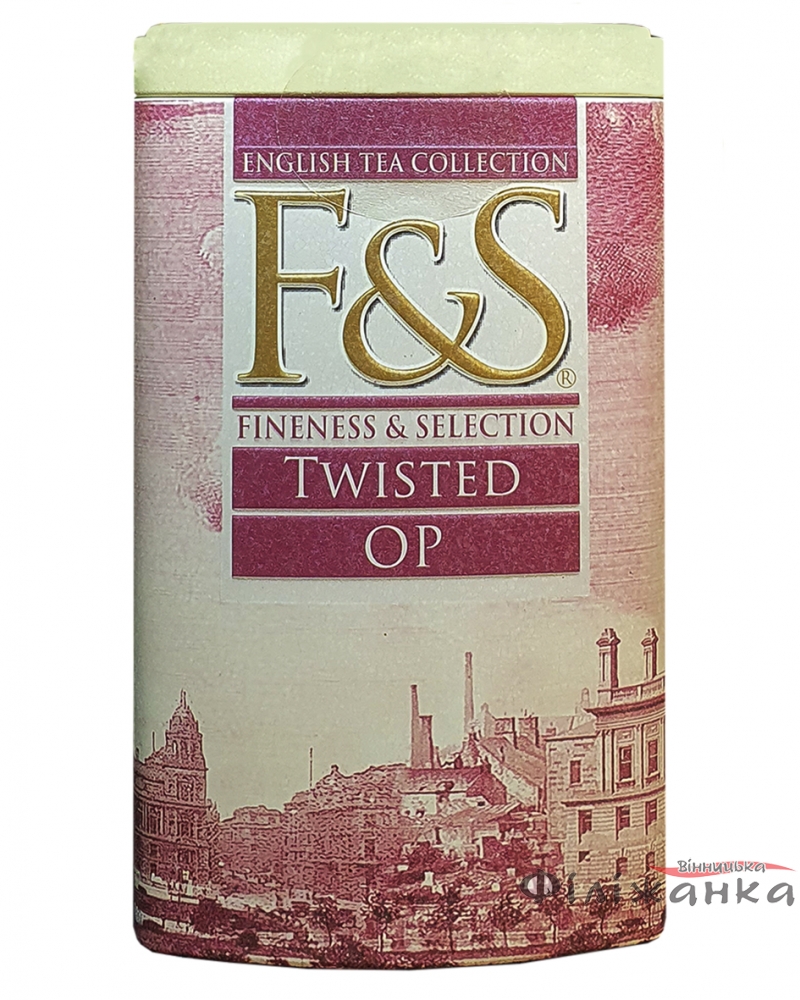 ENGLISH TEA COLLECTION
F&S®
FINENESS & SELECTION
TWISTED
OP
Вінницька
Філіжанка